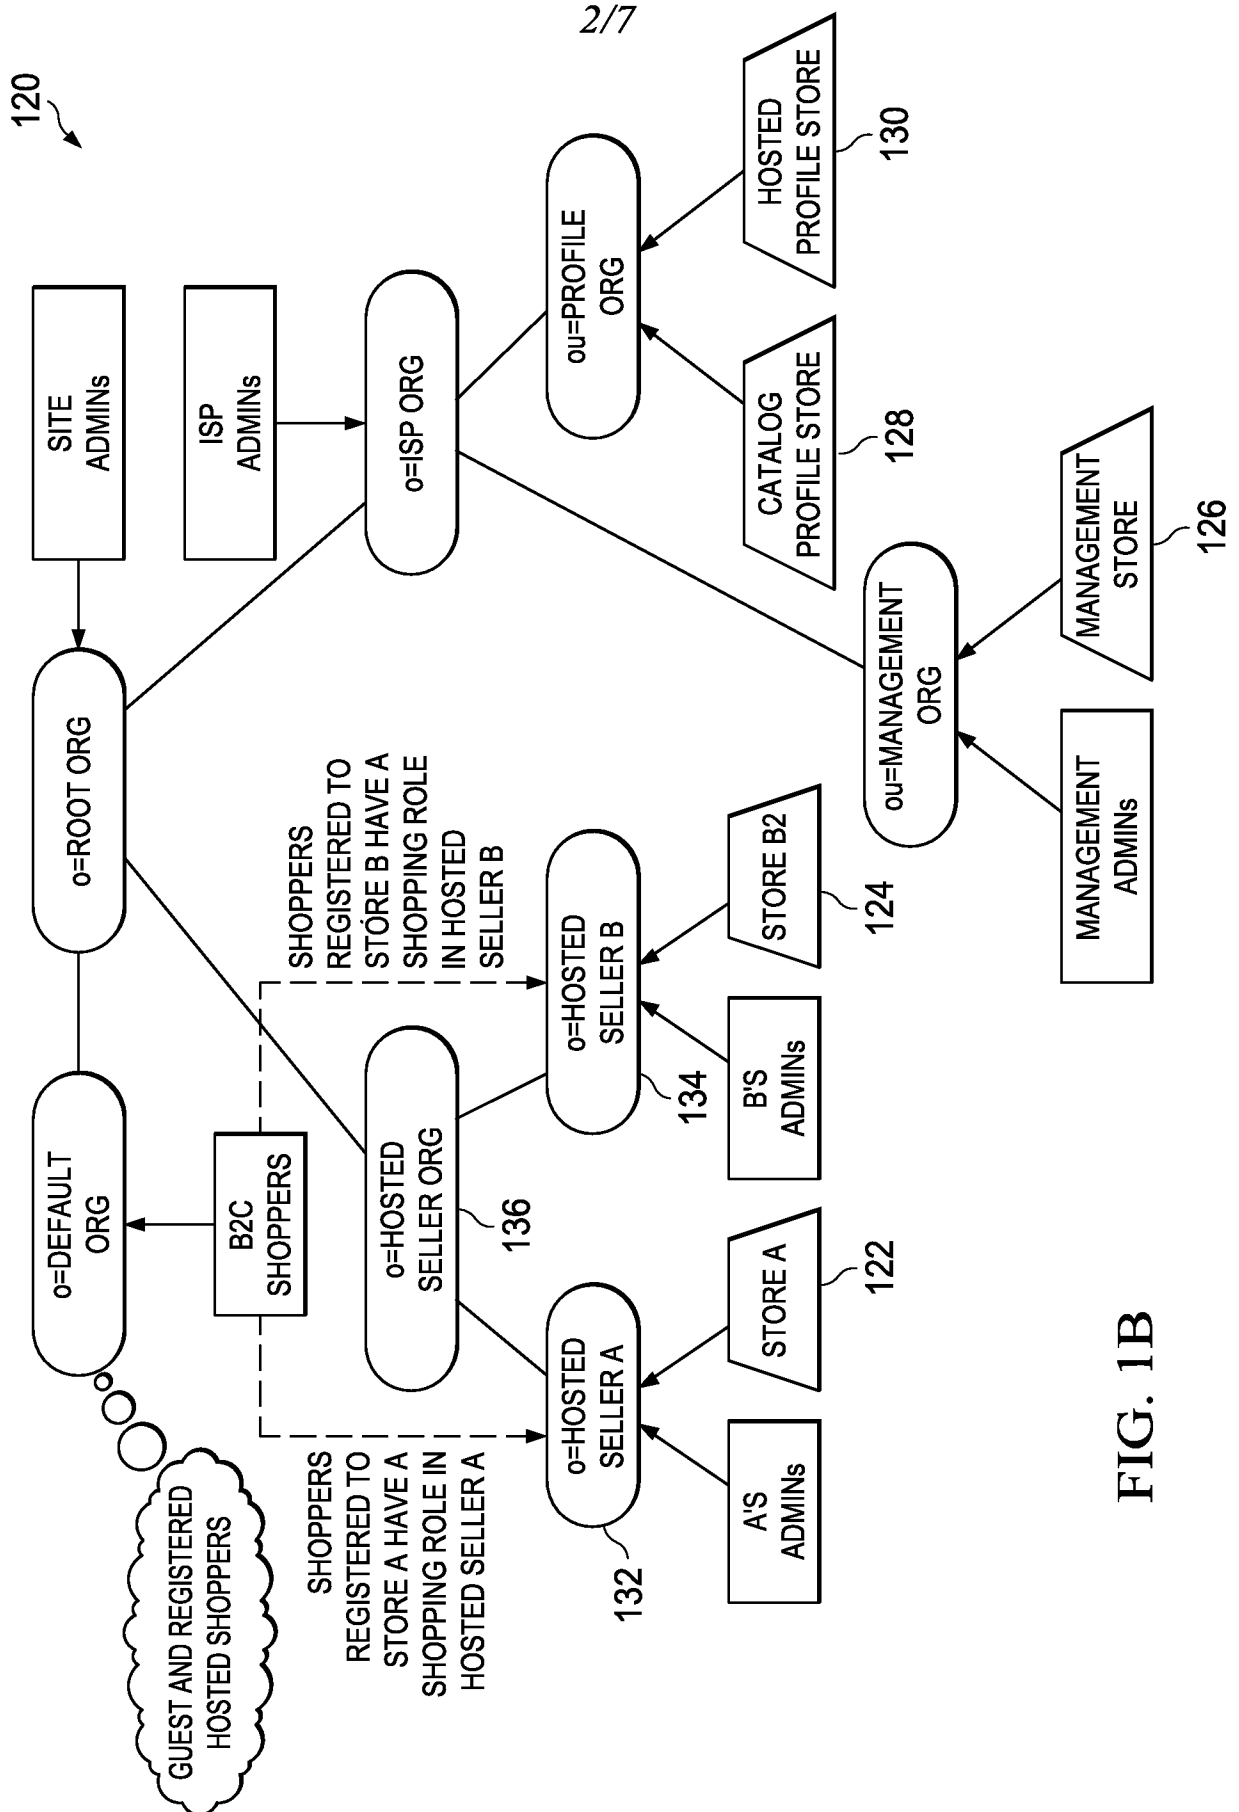 2/7
120
SITE
ADMINs
ISP
ADMINs
o=ROOT ORG
o=DEFAULT
ORG
GUEST AND REGISTERED
HOSTED SHOPPERS
B2C
SHOPPERS
SHOPPERS
REGISTERED TO
STORE A HAVE A
SHOPPING ROLE IN
HOSTED SELLER A
SHOPPERS
REGISTERED TO
STORE B HAVE A
SHOPPING ROLE
IN HOSTED
SELLER B
o=HOSTED
SELLER ORG
136
o=ISP ORG
o=HOSTED
SELLER A
132
o=HOSTED
SELLER B
134
ou=PROFILE
ORG
A'S
ADMINs
STORE A
122
B'S
ADMINs
STORE B2
124
CATALOG
PROFILE STORE
128
HOSTED
PROFILE STORE
130
ou=MANAGEMENT
ORG
MANAGEMENT
ADMINs
MANAGEMENT
STORE
126
FIG. 1B